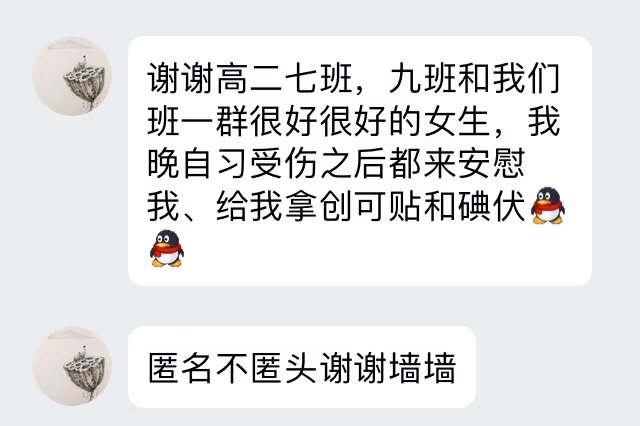 谢谢高二七班，九班和我们
班一群很好很好的女生，我
晚自习受伤之后都来安慰
我、给我拿创可贴和碘伏
匿名不匿头谢谢墙墙